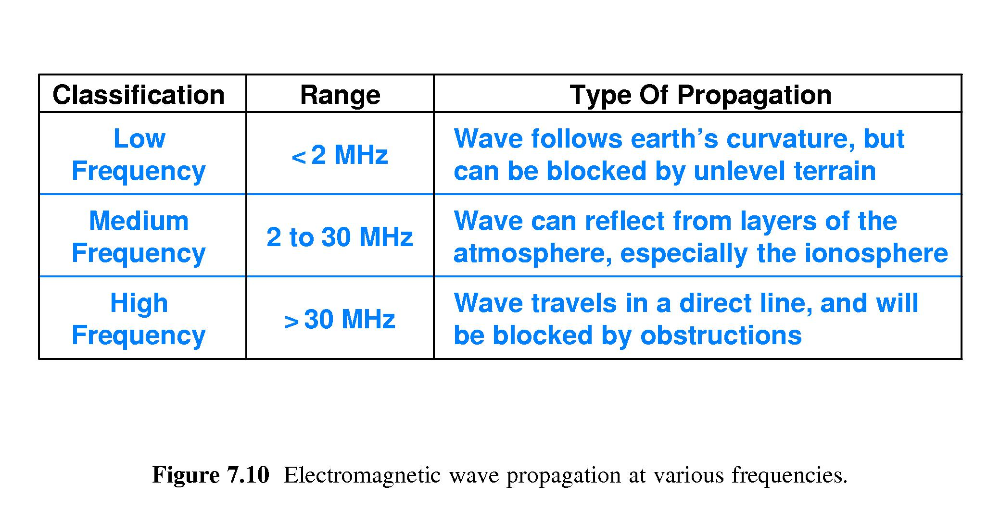 Classification Range Type Of Propagation
Low
Frequency
< 2 MHz
Wave follows earth’s curvature, but
can be blocked by unlevel terrain
Medium
Frequency
2 to 30 MHz
Wave can reflect from layers of the
atmosphere, especially the ionosphere
High
Frequency
> 30 MHz
Wave travels in a direct line, and will
be blocked by obstructions
Figure 7.10 Electromagnetic wave propagation at various frequencies.